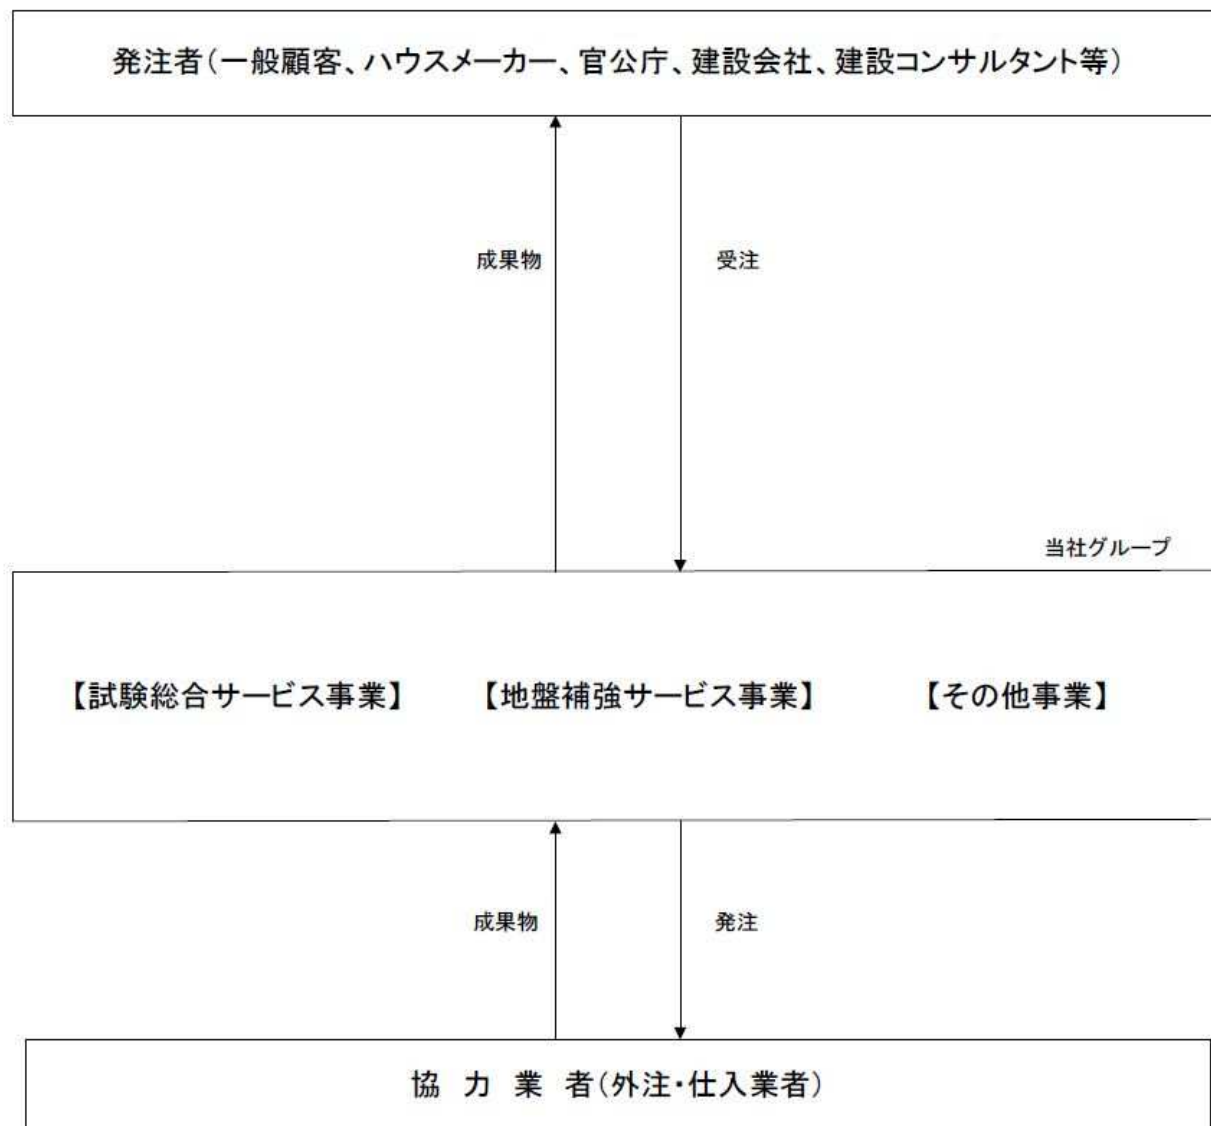 発注者(一般顧客、ハウスメーカー、官公庁、建設会社、建設コンサルタント等)
成果物 受注
当社グループ
【試験総合サービス事業】 【地盤補強サービス事業】 【その他事業】
成果物 発注
協 力 業 者(外注・仕入業者)